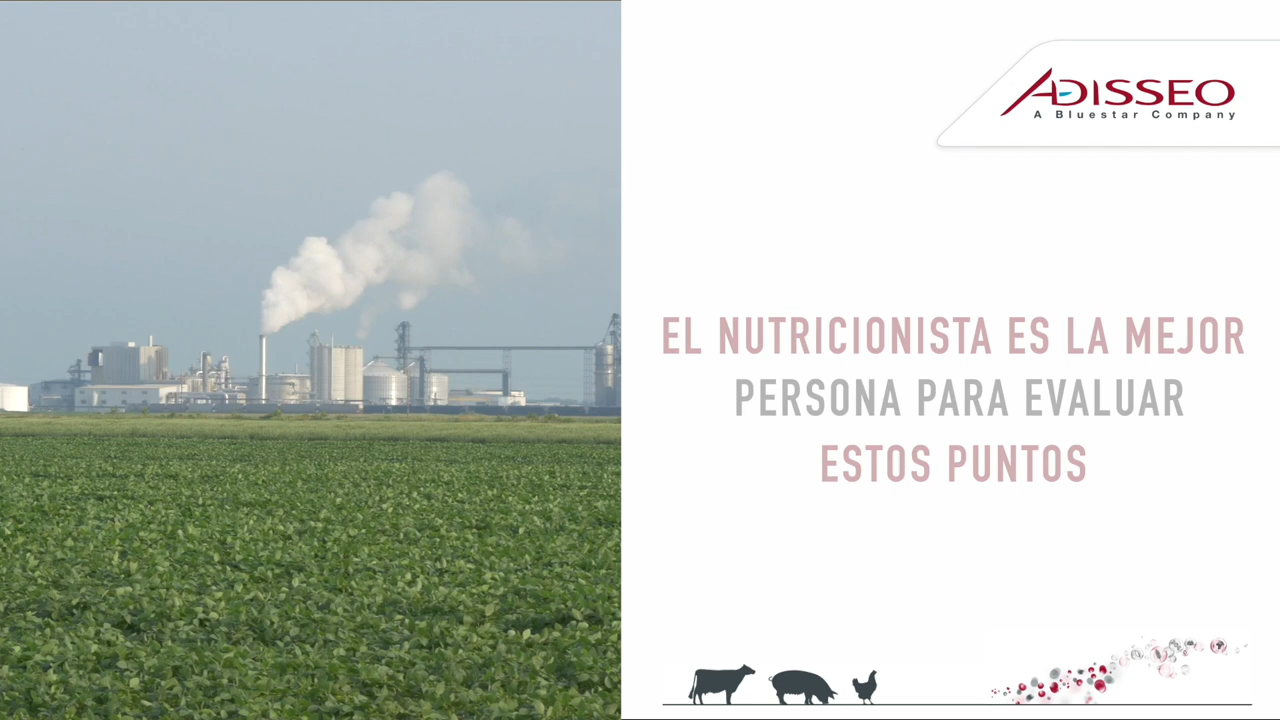 ADISSEO
A Bluestar Company
EL NUTRICIONISTA ES LA MEJOR
PERSONA PARA EVALUAR
ESTOS PUNTOS